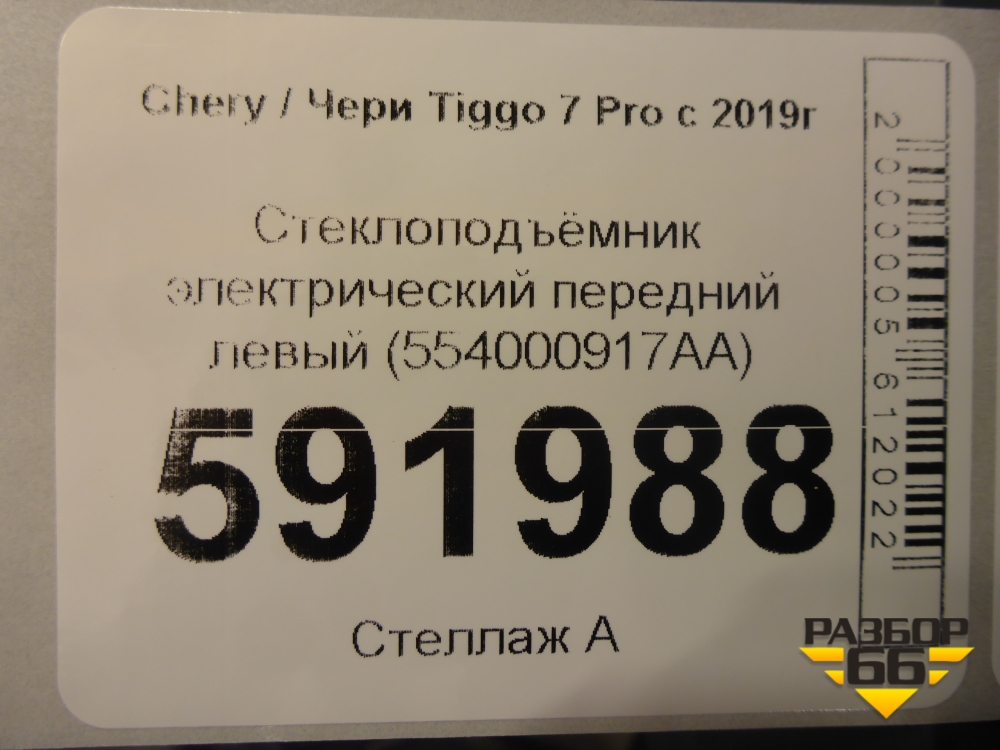 Chery / Чери Tiggo 7 Pro с 2019г
Стеклоподъёмник
электрический передний
левый (554000917AA)
591988
Стеллаж А
2000005612022
РАЗБОР
66